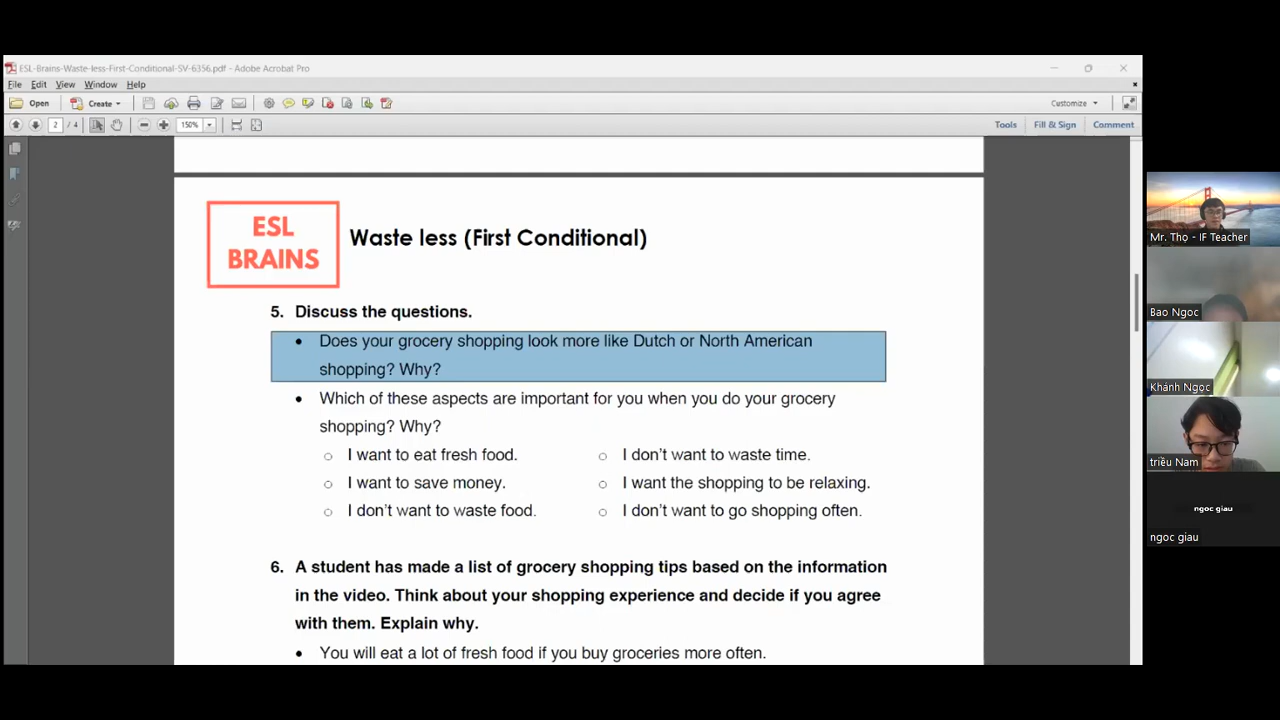 ESL-Brains-Waste-less-First-Conditional-SV-6356.pdf - Adobe Acrobat Pro
File Edit View Window Help
Open Create Customize
2 / 4 150% Tools Fill & Sign Comment
ESL
BRAINS
Waste less (First Conditional)
5. Discuss the questions.
• Does your grocery shopping look more like Dutch or North American
shopping? Why?
• Which of these aspects are important for you when you do your grocery
shopping? Why?
○ I want to eat fresh food. ○ I don't want to waste time.
○ I want to save money. ○ I want the shopping to be relaxing.
○ I don't want to waste food. ○ I don't want to go shopping often.
6. A student has made a list of grocery shopping tips based on the information
in the video. Think about your shopping experience and decide if you agree
with them. Explain why.
• You will eat a lot of fresh food if you buy groceries more often.
Mr. Thọ - IF Teacher
Bao Ngoc
Khánh Ngọc
triều Nam
ngoc giau
ngoc giau